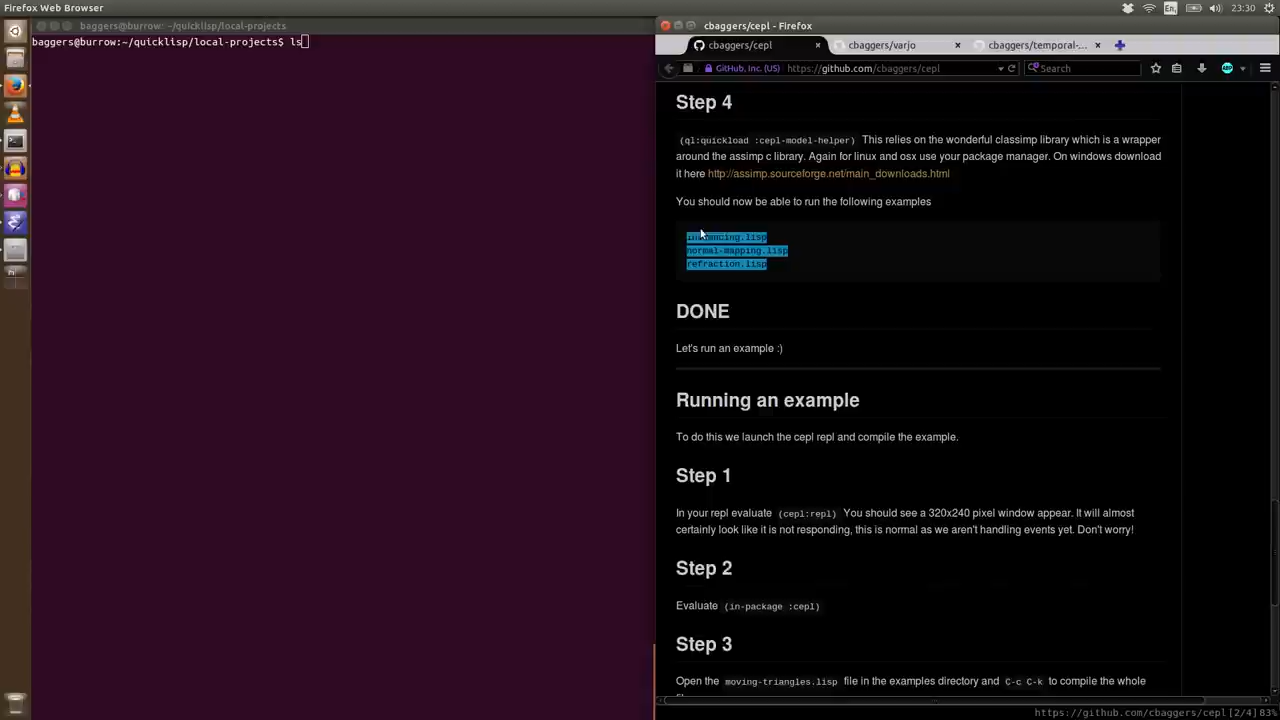 Firefox Web Browser
En
23:30
baggers@burrow: ~/quicklisp/local-projects
baggers@burrow:~/quicklisp/local-projects$ ls
cbaggers/cepl - Firefox
cbaggers/cepl
cbaggers/varjo
cbaggers/temporal-...
GitHub, Inc. (US)
https://github.com/cbaggers/cepl
Search
ABP
Step 4
(ql:quickload :cepl-model-helper) This relies on the wonderful classimp library which is a wrapper
around the assimp c library. Again for linux and osx use your package manager. On windows download
it here http://assimp.sourceforge.net/main_downloads.html
You should now be able to run the following examples
instancing.lisp
normal-mapping.lisp
refraction.lisp
DONE
Let's run an example :)
Running an example
To do this we launch the cepl repl and compile the example.
Step 1
In your repl evaluate (cepl:repl) You should see a 320x240 pixel window appear. It will almost
certainly look like it is not responding, this is normal as we aren't handling events yet. Don't worry!
Step 2
Evaluate (in-package :cepl)
Step 3
Open the moving-triangles.lisp file in the examples directory and C-c C-k to compile the whole
https://github.com/cbaggers/cepl[2/4]83%